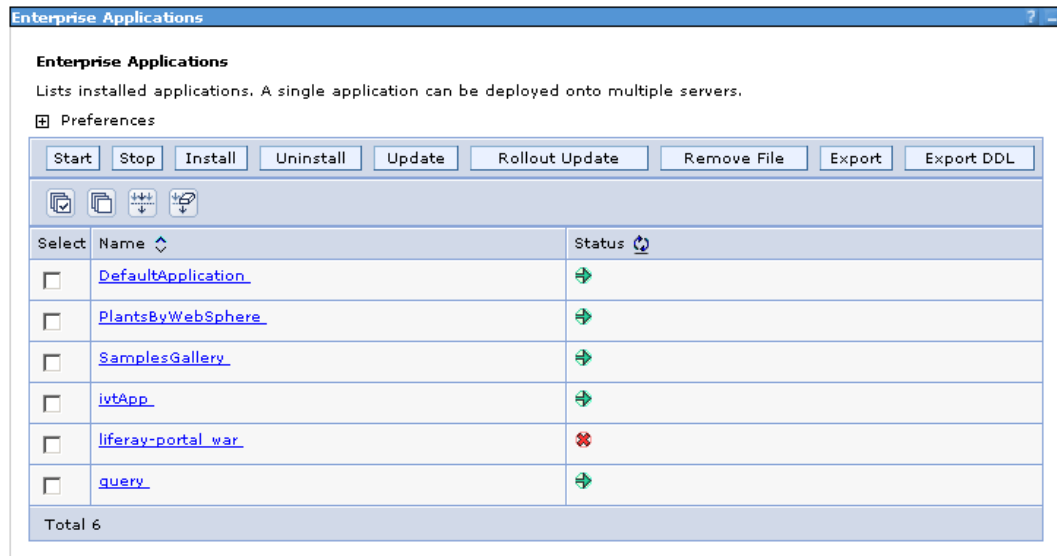 Enterprise Applications ? –
Enterprise Applications
Lists installed applications. A single application can be deployed onto multiple servers.
Preferences
Start Stop Install Uninstall Update Rollout Update Remove File Export Export DDL
Select Name Status
DefaultApplication
PlantsByWebSphere
SamplesGallery
ivtApp
liferay-portal_war
query
Total 6